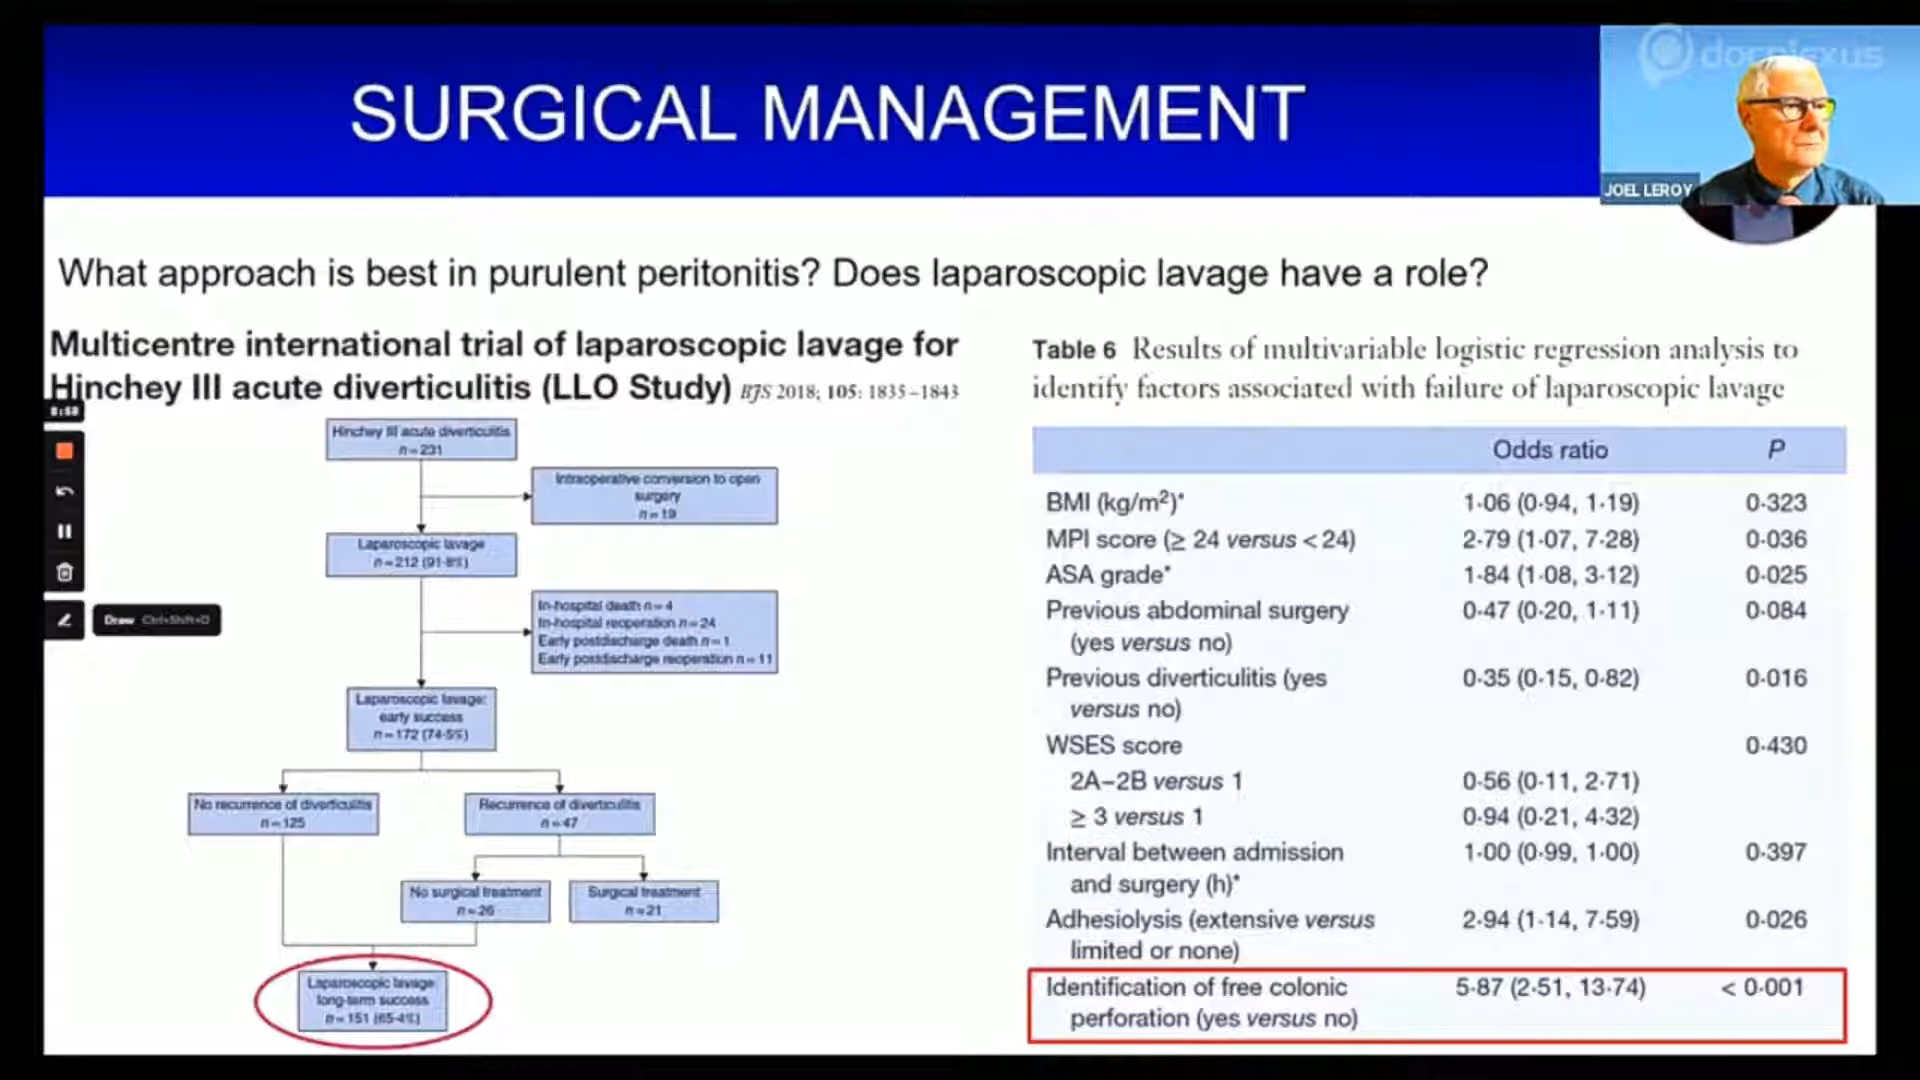 SURGICAL MANAGEMENT
docplexus
JOEL LEROY
What approach is best in purulent peritonitis? Does laparoscopic lavage have a role?
Multicentre international trial of laparoscopic lavage for
Hinchey III acute diverticulitis (LLO Study) BJS 2018; 105: 1835–1843
Hinchey III acute diverticulitis
n = 231
Intraoperative conversion to open
surgery
n = 19
Laparoscopic lavage
n = 212 (91·8%)
In-hospital death n = 4
In-hospital reoperation n = 24
Early postdischarge death n = 1
Early postdischarge reoperation n = 11
Laparoscopic lavage:
early success
n = 172 (74·5%)
No recurrence of diverticulitis
n = 125
Recurrence of diverticulitis
n = 47
No surgical treatment
n = 26
Surgical treatment
n = 21
Laparoscopic lavage:
long-term success
n = 151 (65·4%)
Draw Ctrl+Shift+D
Table 6 Results of multivariable logistic regression analysis to
identify factors associated with failure of laparoscopic lavage
Odds ratio P
BMI (kg/m²)* 1·06 (0·94, 1·19) 0·323
MPI score (≥ 24 versus < 24) 2·79 (1·07, 7·28) 0·036
ASA grade* 1·84 (1·08, 3·12) 0·025
Previous abdominal surgery 0·47 (0·20, 1·11) 0·084
(yes versus no)
Previous diverticulitis (yes 0·35 (0·15, 0·82) 0·016
versus no)
WSES score 0·430
2A–2B versus 1 0·56 (0·11, 2·71)
≥ 3 versus 1 0·94 (0·21, 4·32)
Interval between admission 1·00 (0·99, 1·00) 0·397
and surgery (h)*
Adhesiolysis (extensive versus 2·94 (1·14, 7·59) 0·026
limited or none)
Identification of free colonic 5·87 (2·51, 13·74) < 0·001
perforation (yes versus no)